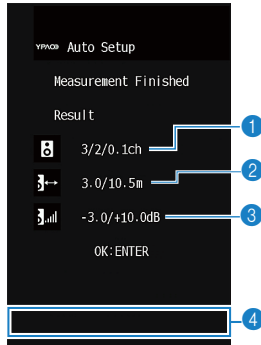 YPAO Auto Setup
Measurement Finished
Result
3/2/0.1ch 1
3.0/10.5m 2
-3.0/+10.0dB 3
OK:ENTER
4